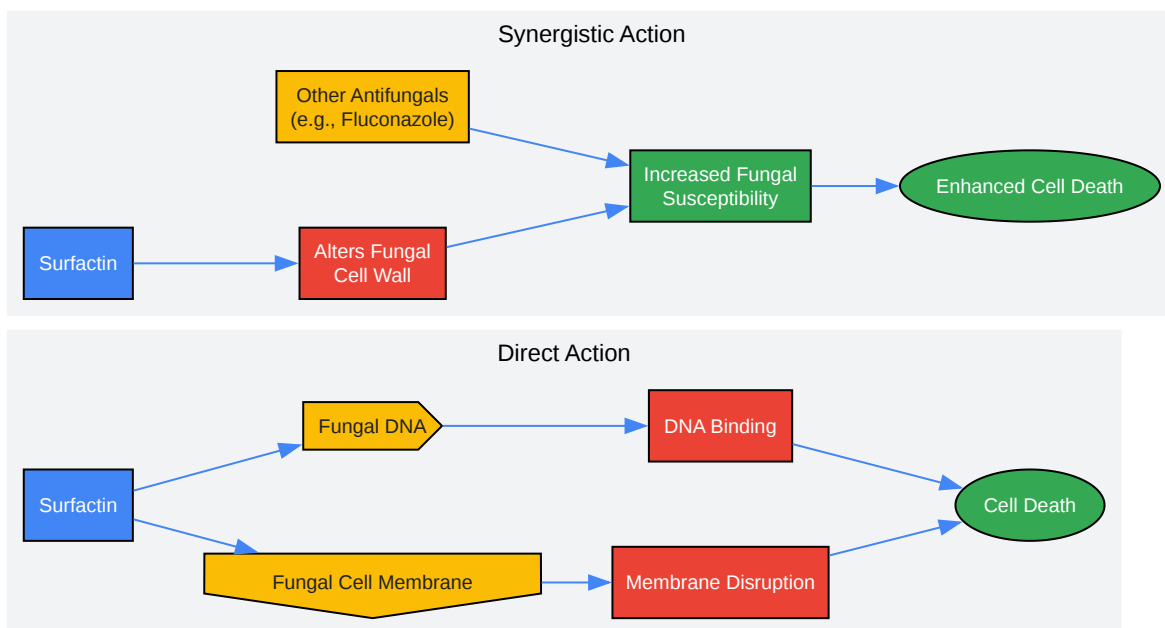 Synergistic Action
Other Antifungals
(e.g., Fluconazole)
Increased Fungal
Susceptibility
Enhanced Cell Death
Surfactin
Alters Fungal
Cell Wall
Direct Action
Fungal DNA
DNA Binding
Surfactin
Cell Death
Fungal Cell Membrane
Membrane Disruption